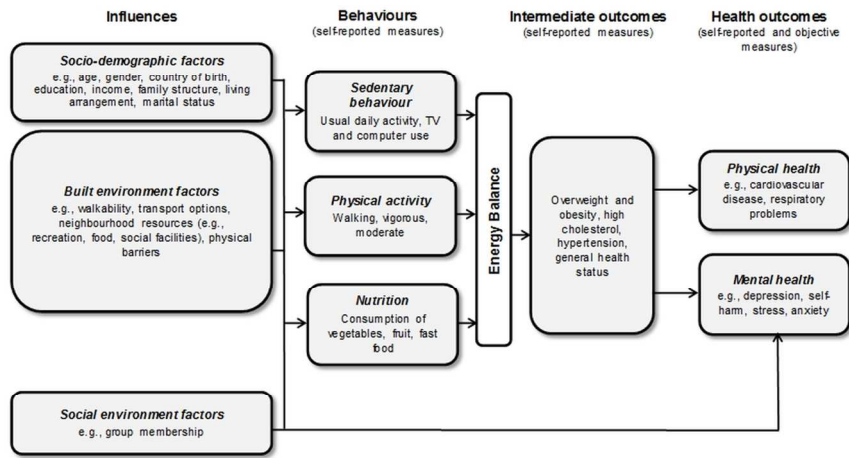 Influences
Socio-demographic factors
e.g., age, gender, country of birth,
education, income, family structure, living
arrangement, marital status
Built environment factors
e.g., walkability, transport options,
neighbourhood resources (e.g.,
recreation, food, social facilities), physical
barriers
Social environment factors
e.g., group membership
Behaviours
(self-reported measures)
Sedentary
behaviour
Usual daily activity, TV
and computer use
Physical activity
Walking, vigorous,
moderate
Nutrition
Consumption of
vegetables, fruit, fast
food
Energy Balance
Intermediate outcomes
(self-reported measures)
Overweight and
obesity, high
cholesterol,
hypertension,
general health
status
Health outcomes
(self-reported and objective
measures)
Physical health
e.g., cardiovascular
disease, respiratory
problems
Mental health
e.g., depression, self-
harm, stress, anxiety